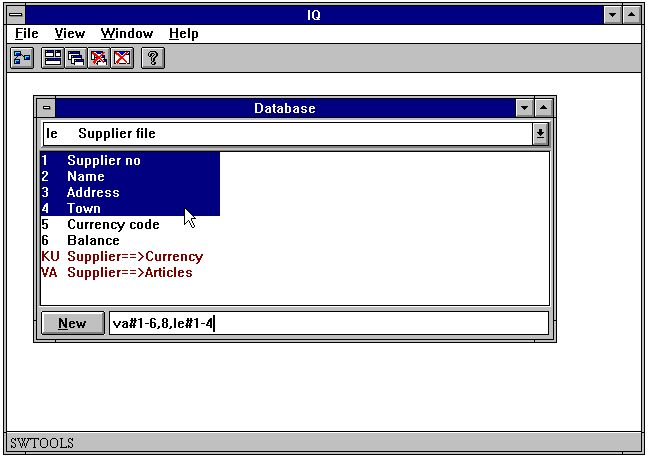 IQ
File View Window Help
?
Database
le Supplier file
1 Supplier no
2 Name
3 Address
4 Town
5 Currency code
6 Balance
KU Supplier==>Currency
VA Supplier==>Articles
New va#1-6,8,le#1-4
SWTOOLS